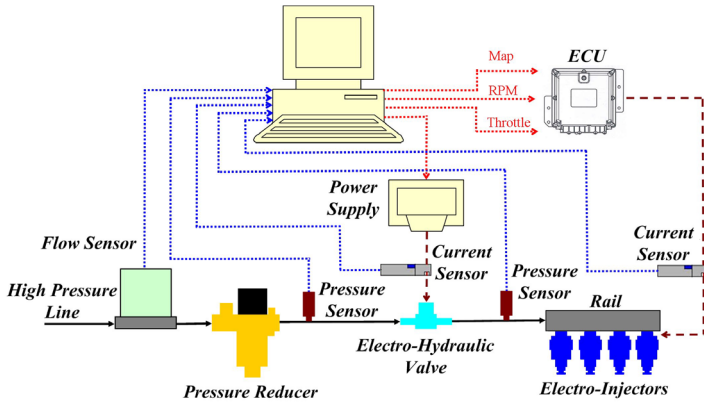 Map
ECU
RPM
Throttle
Power
Supply
Flow Sensor
Current
Sensor
Current
Sensor
High Pressure
Line
Pressure
Sensor
Pressure
Sensor
Rail
Electro-Hydraulic
Valve
Pressure Reducer
Electro-Injectors